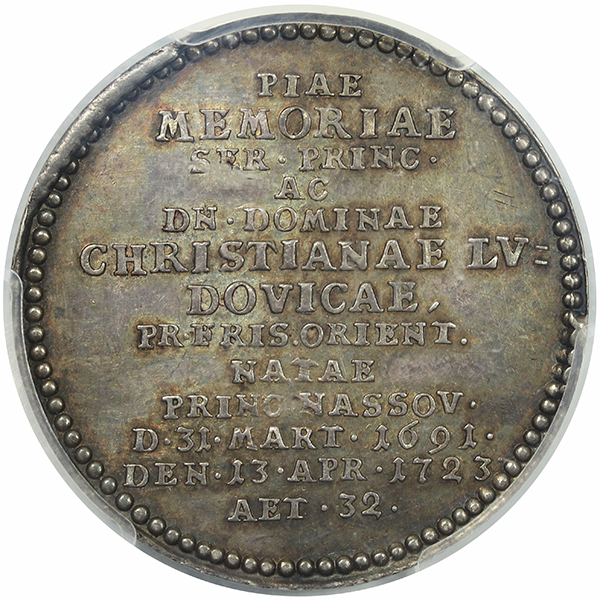 PIAE
MEMORIAE
SER · PRINC ·
AC
DN · DOMINAE
CHRISTIANAE LV=
DOVICAE,
PR·FRIS.ORIENT.
NATAE
PRINC NASSOV ·
D · 31 · MART · 1691 ·
DEN · 13 · APR · 1723
AET · 32 ·